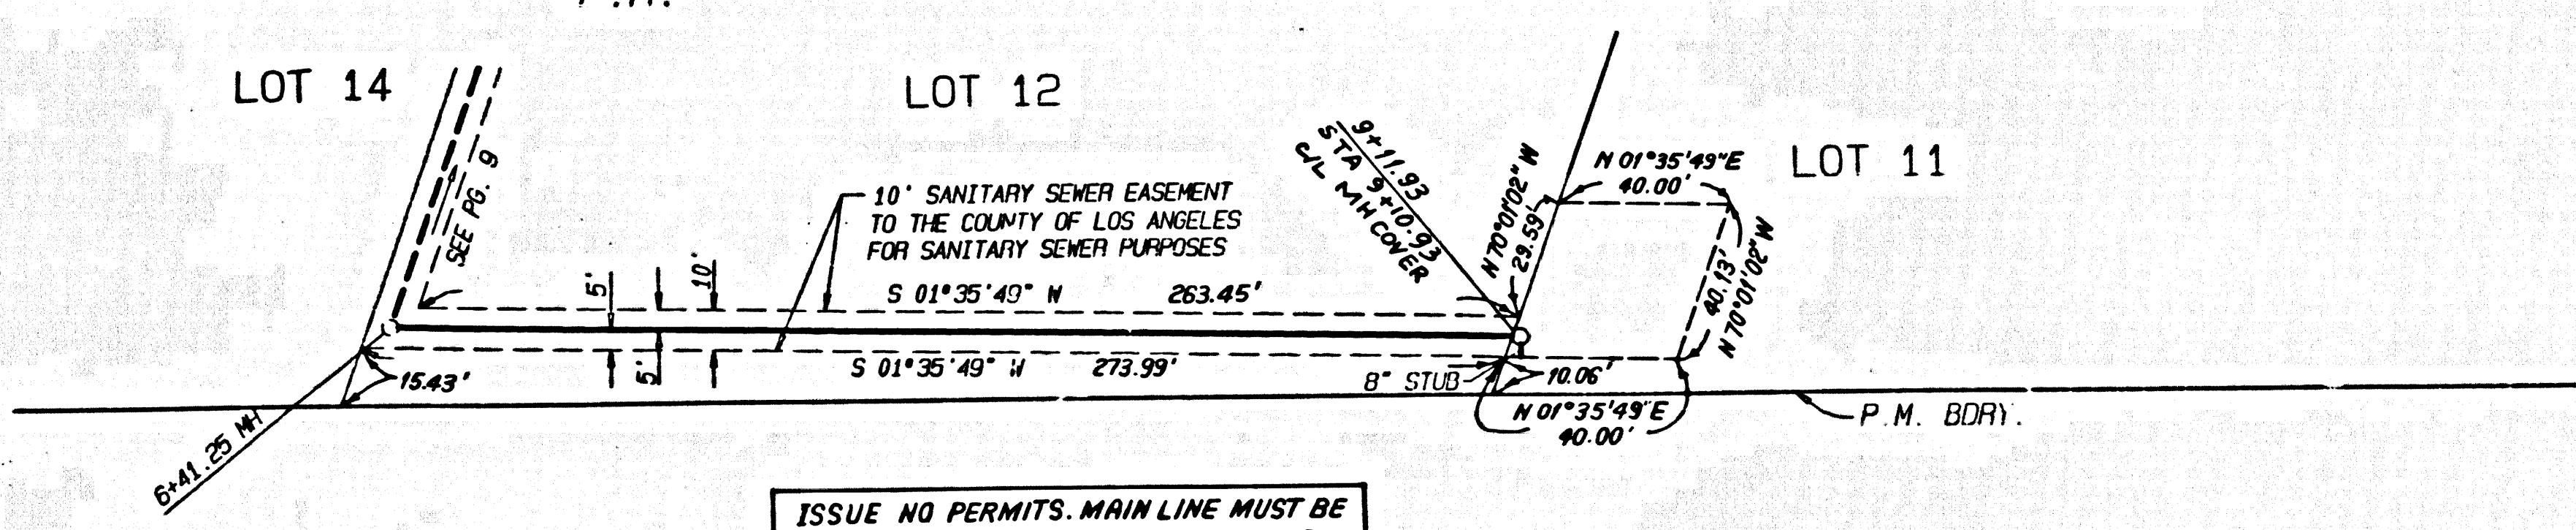 LOT 14
LOT 12
LOT 11
SEE PG. 9
10' SANITARY SEWER EASEMENT
TO THE COUNTY OF LOS ANGELES
FOR SANITARY SEWER PURPOSES
9+11.93
STA 9+10.93
C/L MH COVER
N 70°01'02" W
29.59'
N 01°35'49"E
40.00'
40.13'
N 70°01'02" W
5'
10'
S 01°35'49" W 263.45'
5'
S 01°35'49" W 273.99'
15.43'
8" STUB
10.06'
N 01°35'49"E
40.00'
P.M. BDRY.
6+41.25 MH
ISSUE NO PERMITS. MAIN LINE MUST BE